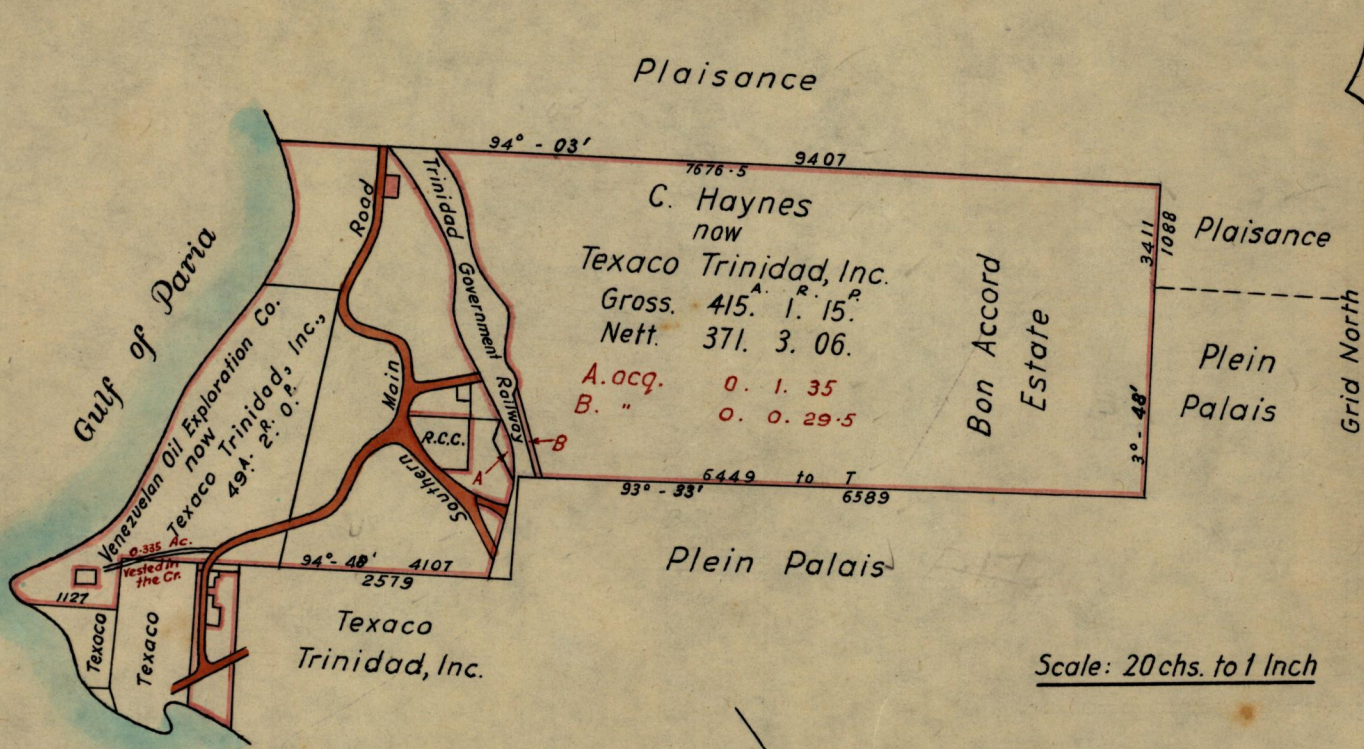 Plaisance
94° - 03'
9407
7676·5
C. Haynes
now
Texaco Trinidad, Inc.
A. R. P.
Gross. 415. 1. 15.
Nett. 371. 3. 06.
A. acq. 0. 1. 35
B. " 0. 0. 29·5
Bon Accord
Estate
3411
1088
Plaisance
Plein
Palais
3° - 48'
Grid North
Gulf of Paria
Road
Trinidad Government Railway
Main
Southern
R.C.C.
A
B
Venezuelan Oil Exploration Co.
now
Texaco Trinidad, Inc.,
49A. 2R. 0P.
0·335 Ac.
Vested in
the Cr.
1127
Texaco
Texaco
94° - 48' 4107
2579
6449 to T
93° - 33' 6589
Plein Palais
Texaco
Trinidad, Inc.
Scale: 20 chs. to 1 Inch